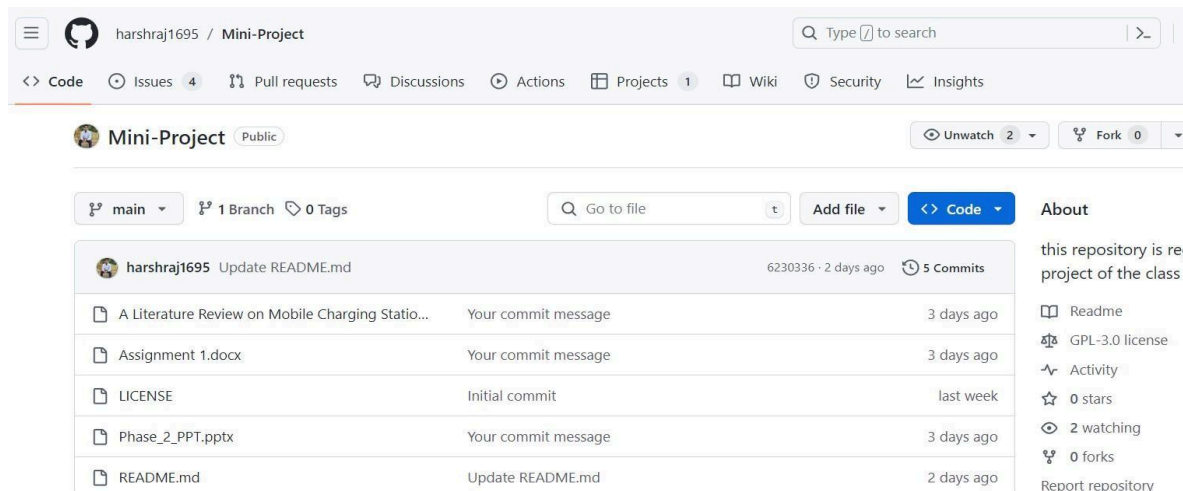 harshraj1695 / Mini-Project
Type / to search
Code Issues 4 Pull requests Discussions Actions Projects 1 Wiki Security Insights
Mini-Project Public Unwatch 2 Fork 0
main 1 Branch 0 Tags Go to file t Add file Code
About
harshraj1695 Update README.md 6230336 · 2 days ago 5 Commits
A Literature Review on Mobile Charging Statio... Your commit message 3 days ago
Assignment 1.docx Your commit message 3 days ago
LICENSE Initial commit last week
Phase_2_PPT.pptx Your commit message 3 days ago
README.md Update README.md 2 days ago
this repository is re
project of the class
Readme
GPL-3.0 license
Activity
0 stars
2 watching
0 forks
Report repository